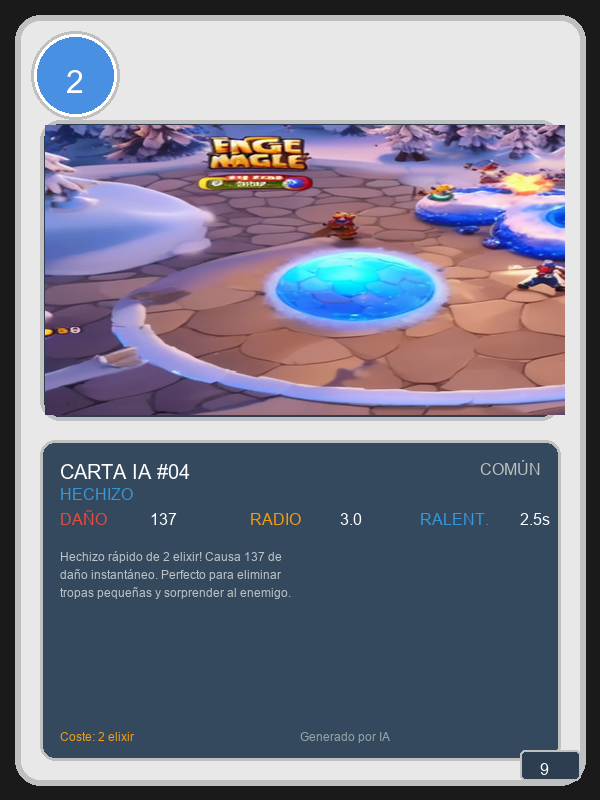 2
ENGE
MAGLE
CARTA IA #04
COMÚN
HECHIZO
DAÑO 137 RADIO 3.0 RALENT. 2.5s
Hechizo rápido de 2 elixir! Causa 137 de
daño instantáneo. Perfecto para eliminar
tropas pequeñas y sorprender al enemigo.
Coste: 2 elixir Generado por IA
9